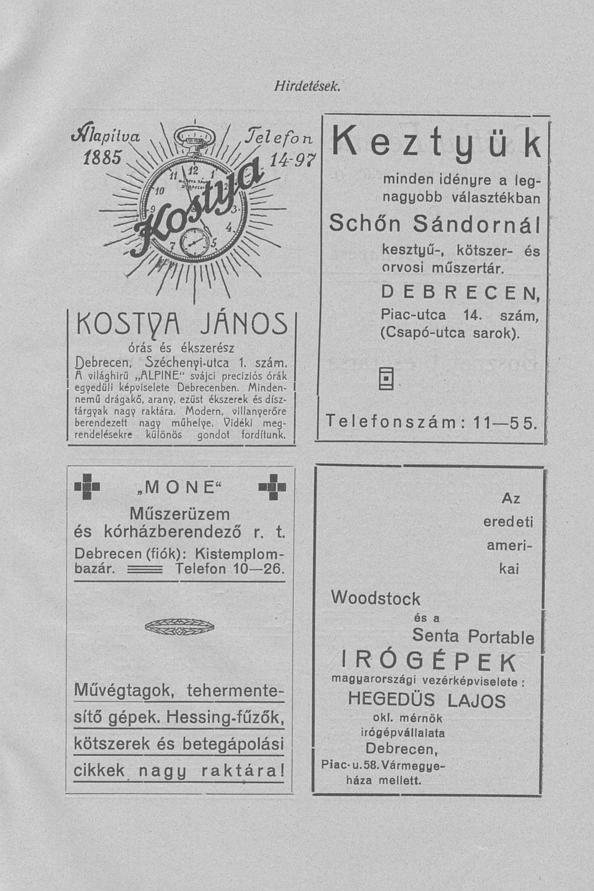 Hirdetések.
Alapitva
1885
Telefon
14-97
Kostya
KOSTYA JÁNOS
órás és ékszerész
Debrecen, Széchenyi-utca 1. szám.
A világhirű „ALPINE" svájci preciziós órák
egyedüli képviselete Debrecenben. Minden-
nemű drágakő, arany, ezüst ékszerek és dísz-
tárgyak nagy raktára. Modern, villanyerőre
berendezett nagy műhelye. Vidéki meg-
rendelésekre különös gondot fordítunk.
Keztyük
minden idényre a leg-
nagyobb választékban
Schőn Sándornál
kesztyű-, kötszer- és
orvosi műszertár.
DEBRECEN,
Piac-utca 14. szám,
(Csapó-utca sarok).
Telefonszám: 11—55.
„MONE"
Műszerüzem
és kórházberendező r. t.
Debrecen (fiók): Kistemplom-
bazár. Telefon 10—26.
Művégtagok, tehermente-
sítő gépek. Hessing-fűzők,
kötszerek és betegápolási
cikkek nagy raktára!
Az
eredeti
ameri-
kai
Woodstock
és a
Senta Portable
IRÓGÉPEK
magyarországi vezérképviselete:
HEGEDÜS LAJOS
okl. mérnök
irógépvállalata
Debrecen,
Piac-u. 58. Vármegye-
háza mellett.